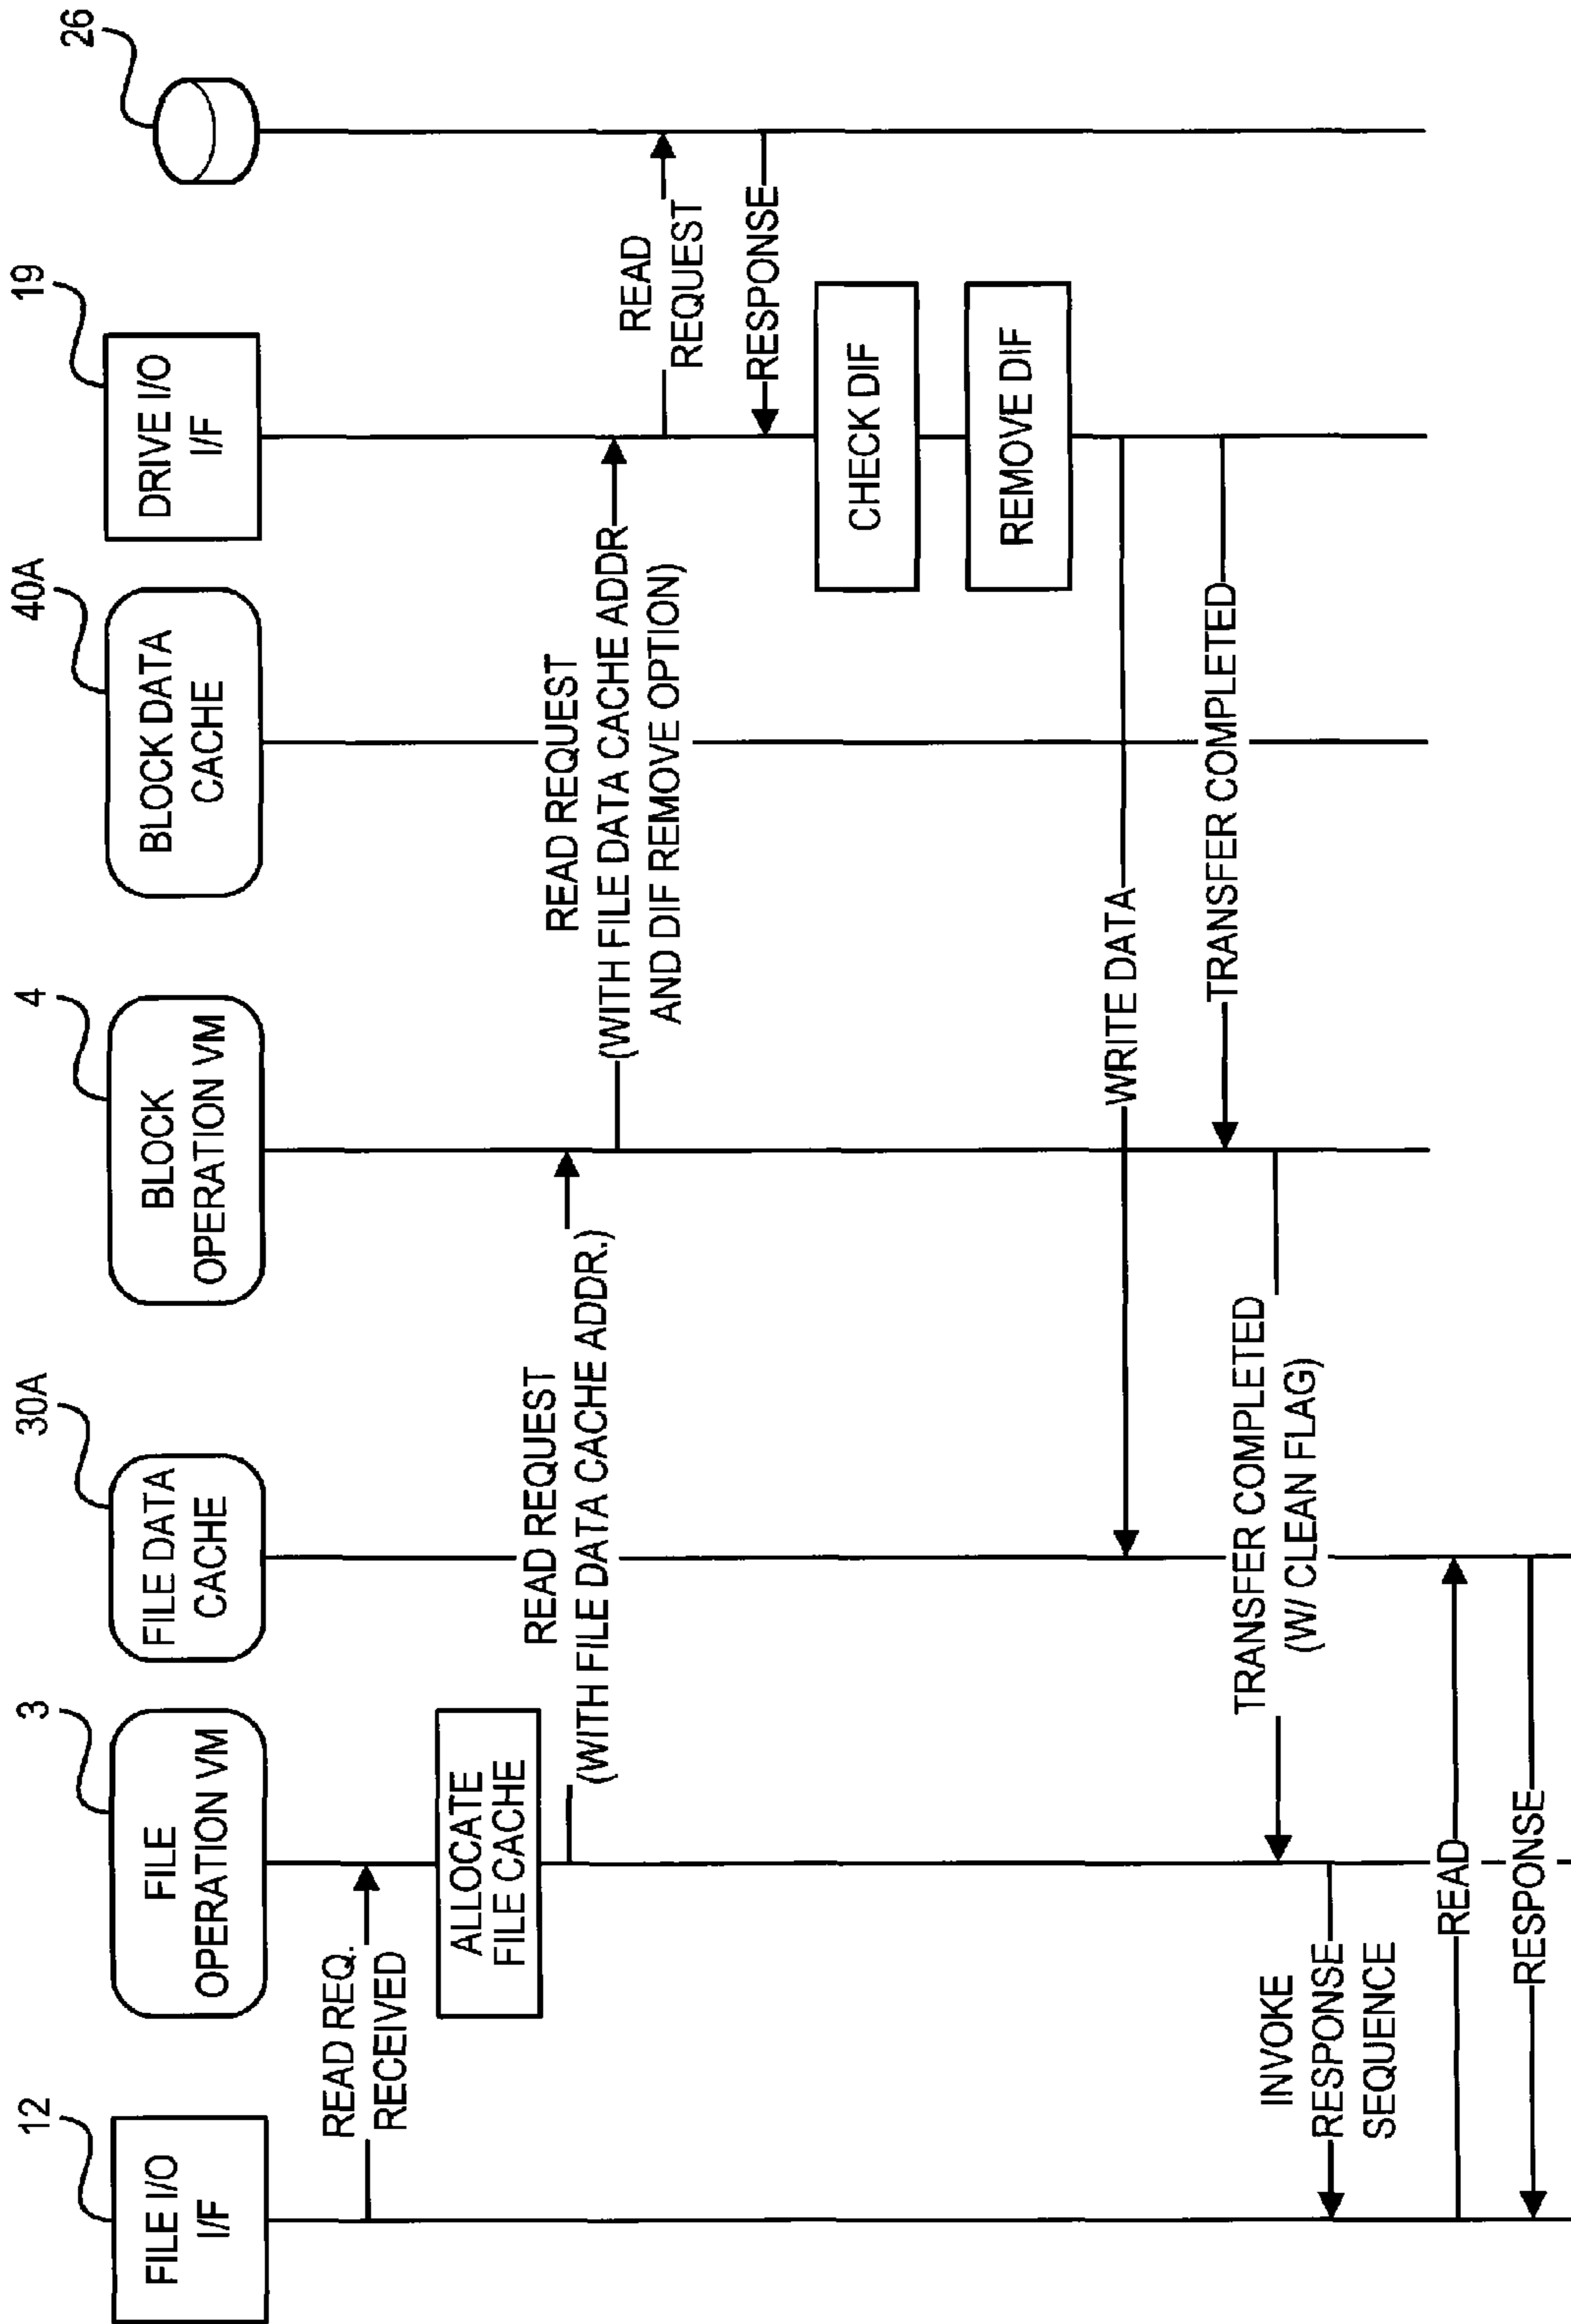 12
3
30A
4
40A
19
26
FILE I/O
I/F
FILE
OPERATION VM
FILE DATA
CACHE
BLOCK
OPERATION VM
BLOCK DATA
CACHE
DRIVE I/O
I/F
READ REQ.
RECEIVED
ALLOCATE
FILE CACHE
READ REQUEST
(WITH FILE DATA CACHE ADDR.)
READ REQUEST
(WITH FILE DATA CACHE ADDR
AND DIF REMOVE OPTION)
READ
REQUEST
RESPONSE
CHECK DIF
REMOVE DIF
WRITE DATA
TRANSFER COMPLETED
TRANSFER COMPLETED
(W/ CLEAN FLAG)
INVOKE
RESPONSE
SEQUENCE
READ
RESPONSE